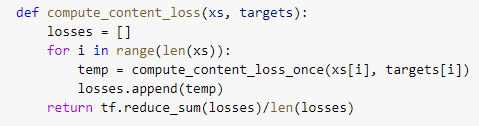 def compute_content_loss(xs, targets):
    losses = []
    for i in range(len(xs)):
        temp = compute_content_loss_once(xs[i], targets[i])
        losses.append(temp)
    return tf.reduce_sum(losses)/len(losses)